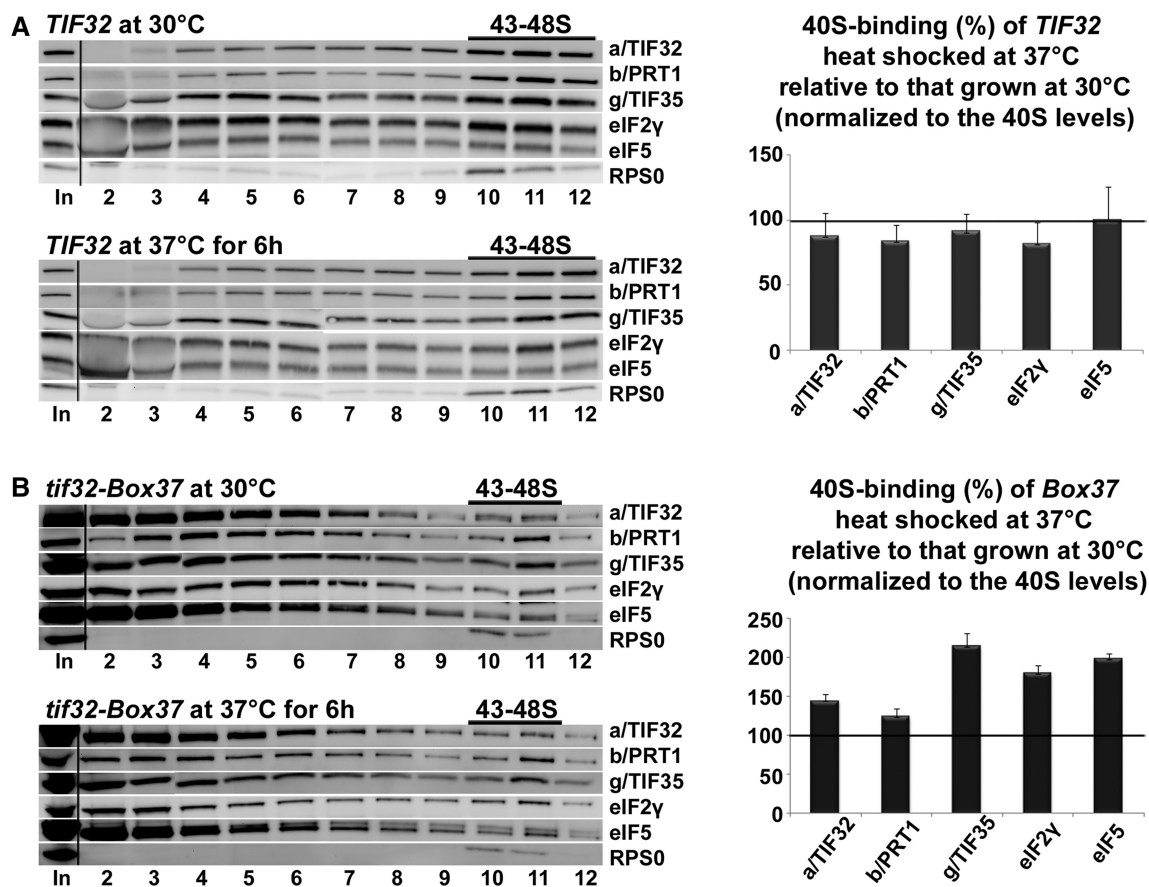 A
TIF32 at 30°C
43-48S
a/TIF32
b/PRT1
g/TIF35
eIF2γ
eIF5
RPS0
In 2 3 4 5 6 7 8 9 10 11 12
TIF32 at 37°C for 6h
43-48S
a/TIF32
b/PRT1
g/TIF35
eIF2γ
eIF5
RPS0
In 2 3 4 5 6 7 8 9 10 11 12
40S-binding (%) of TIF32
heat shocked at 37°C
relative to that grown at 30°C
(normalized to the 40S levels)
150
100
50
0
a/TIF32
b/PRT1
g/TIF35
eIF2γ
eIF5
B
tif32-Box37 at 30°C
43-48S
a/TIF32
b/PRT1
g/TIF35
eIF2γ
eIF5
RPS0
In 2 3 4 5 6 7 8 9 10 11 12
tif32-Box37 at 37°C for 6h
43-48S
a/TIF32
b/PRT1
g/TIF35
eIF2γ
eIF5
RPS0
In 2 3 4 5 6 7 8 9 10 11 12
40S-binding (%) of Box37
heat shocked at 37°C
relative to that grown at 30°C
(normalized to the 40S levels)
250
200
150
100
50
0
a/TIF32
b/PRT1
g/TIF35
eIF2γ
eIF5